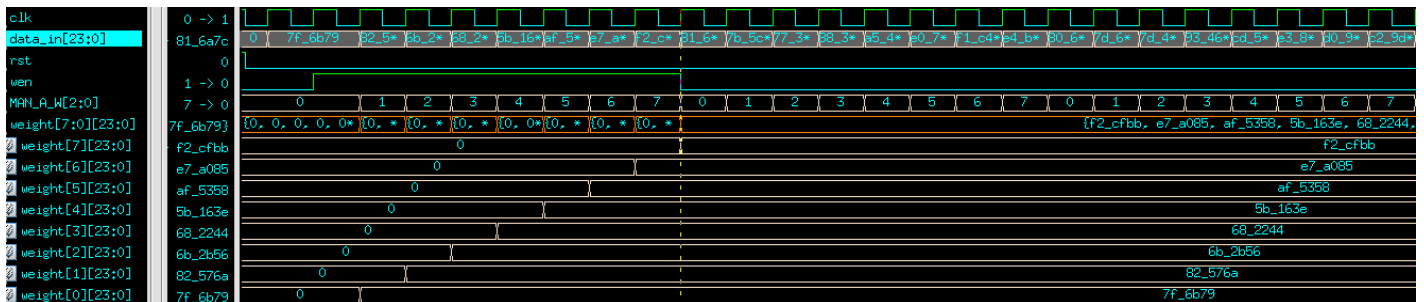 clk 0 -> 1
data_in[23:0] 81_6a7c 0 7f_6b79 82_5* 6b_2* 68_2* 5b_16* af_5* e7_a* f2_c* 81_6* 7b_5c* 77_3* 88_3* a5_4* e0_7* f1_c4* e4_b* 80_6* 7d_6* 7d_4* 93_46* cd_5* e3_8* d0_9* c2_9d*
rst 0
wen 1 -> 0
MAN_A_W[2:0] 7 -> 0 0 1 2 3 4 5 6 7 0 1 2 3 4 5 6 7 0 1 2 3 4 5 6 7
weight[7:0][23:0] 7f_6b79} {0, 0, 0, 0, 0* {0, * {0, * {0, * {0, 0* {0, * {0, * {0, * {f2_cfbb, e7_a085, af_5358, 5b_163e, 68_2244,
weight[7][23:0] f2_cfbb 0 f2_cfbb
weight[6][23:0] e7_a085 0 e7_a085
weight[5][23:0] af_5358 0 af_5358
weight[4][23:0] 5b_163e 0 5b_163e
weight[3][23:0] 68_2244 0 68_2244
weight[2][23:0] 6b_2b56 0 6b_2b56
weight[1][23:0] 82_576a 0 82_576a
weight[0][23:0] 7f_6b79 0 7f_6b79